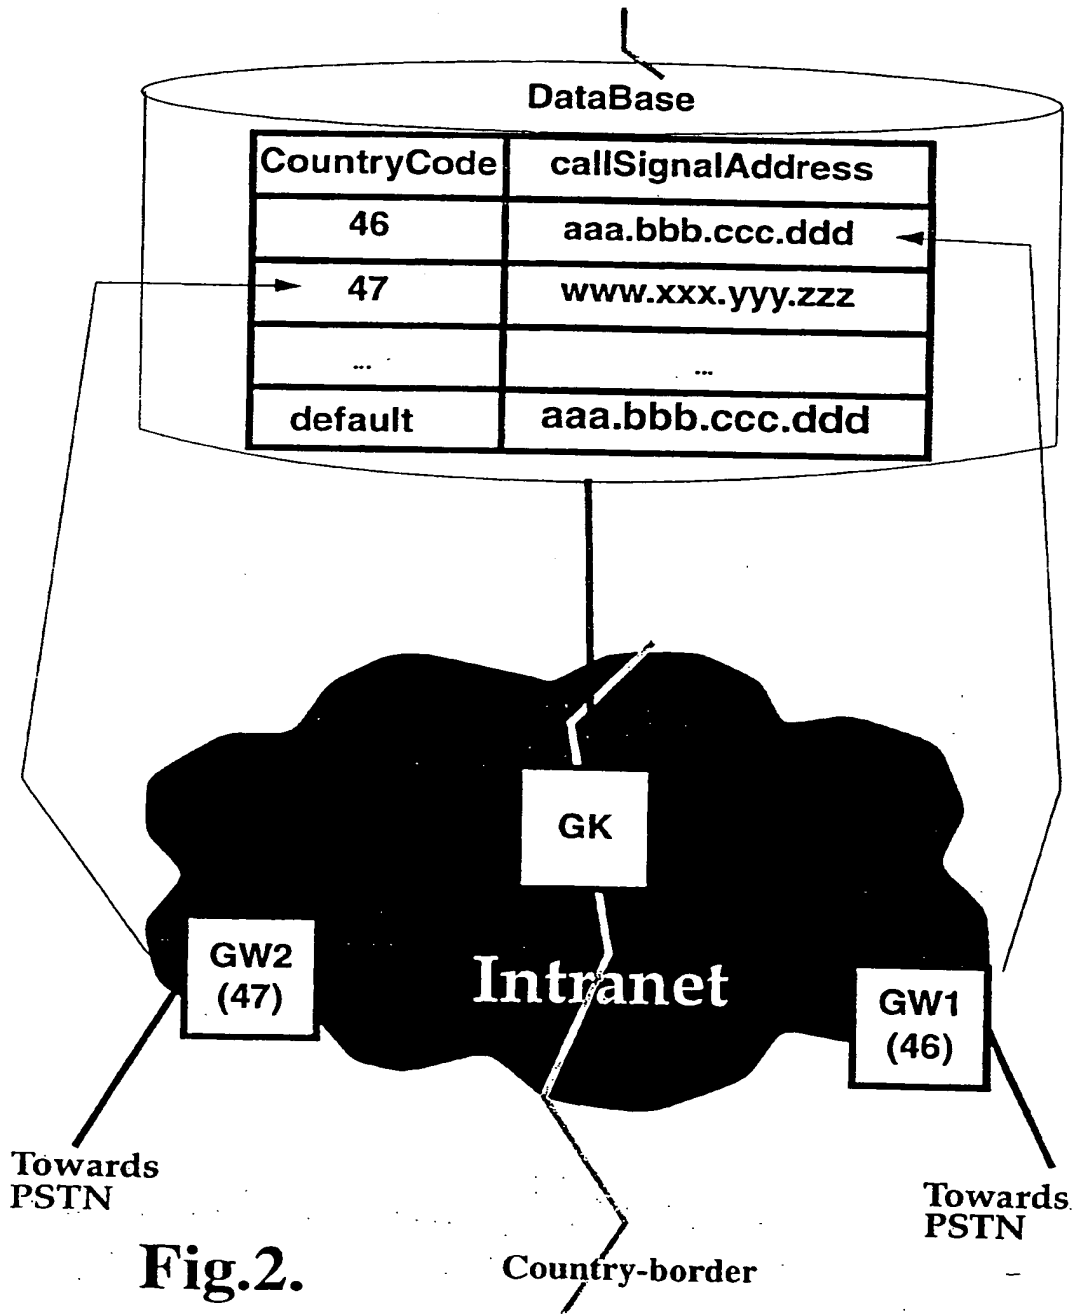 DataBase
CountryCode callSignalAddress
46 aaa.bbb.ccc.ddd
47 www.xxx.yyy.zzz
... ...
default aaa.bbb.ccc.ddd
GK
GW2
(47)
Intranet
GW1
(46)
Towards
PSTN
Towards
PSTN
Fig.2.
Country-border